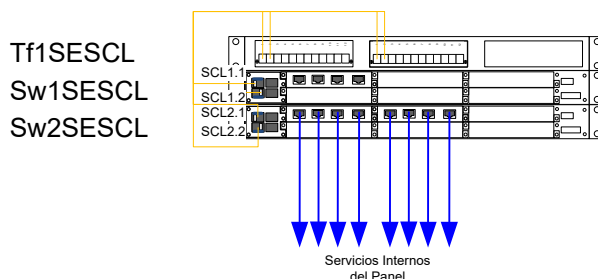 Tf1SESCL
Sw1SESCL
Sw2SESCL
SCL1.1
SCL1.2
SCL2.1
SCL2.2
Servicios Internos
del Panel